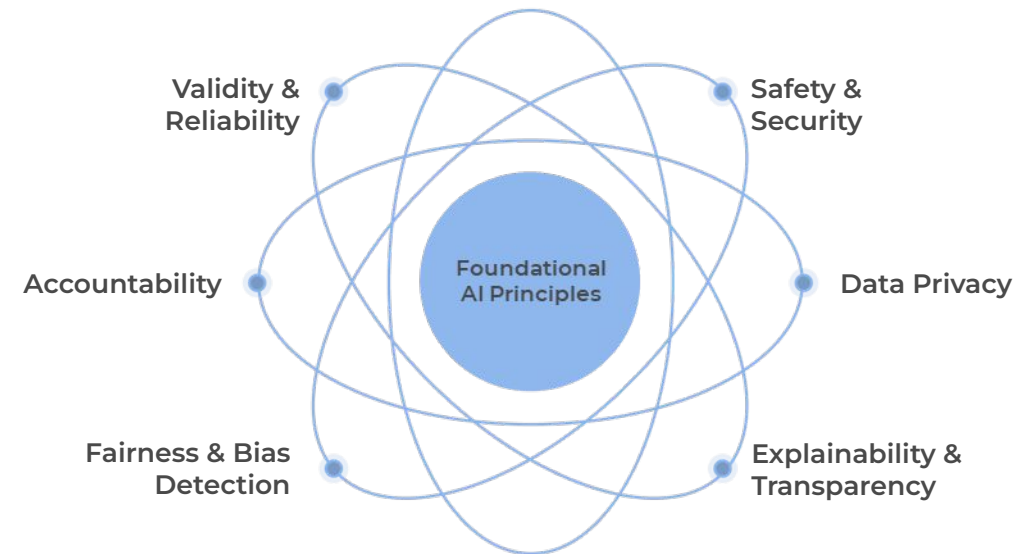 Validity &
Reliability
Safety &
Security
Accountability
Foundational
AI Principles
Data Privacy
Fairness & Bias
Detection
Explainability &
Transparency